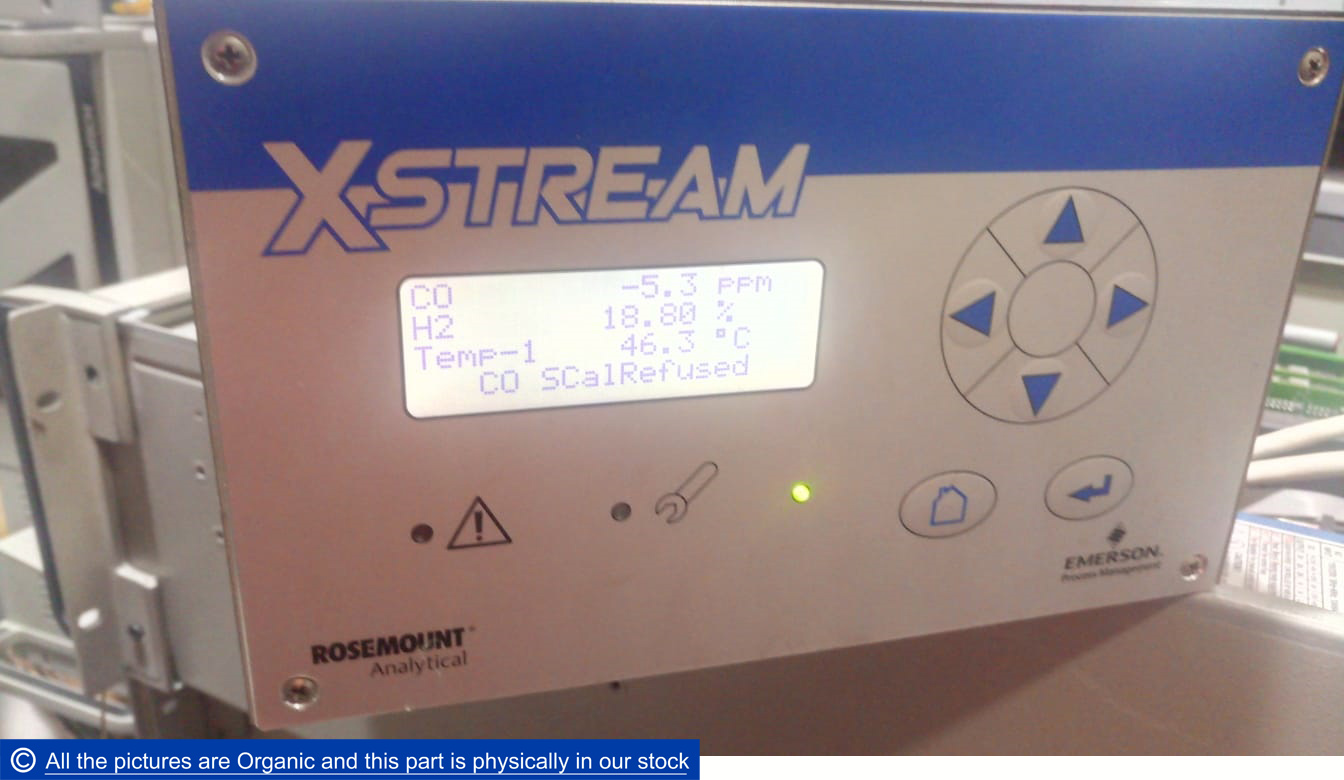 X-STREAM
CO -5.3 ppm
H2 18.80 %
Temp-1 46.3 °C
CO SCalRefused
EMERSON.
Process Management
ROSEMOUNT
Analytical
© All the pictures are Organic and this part is physically in our stock